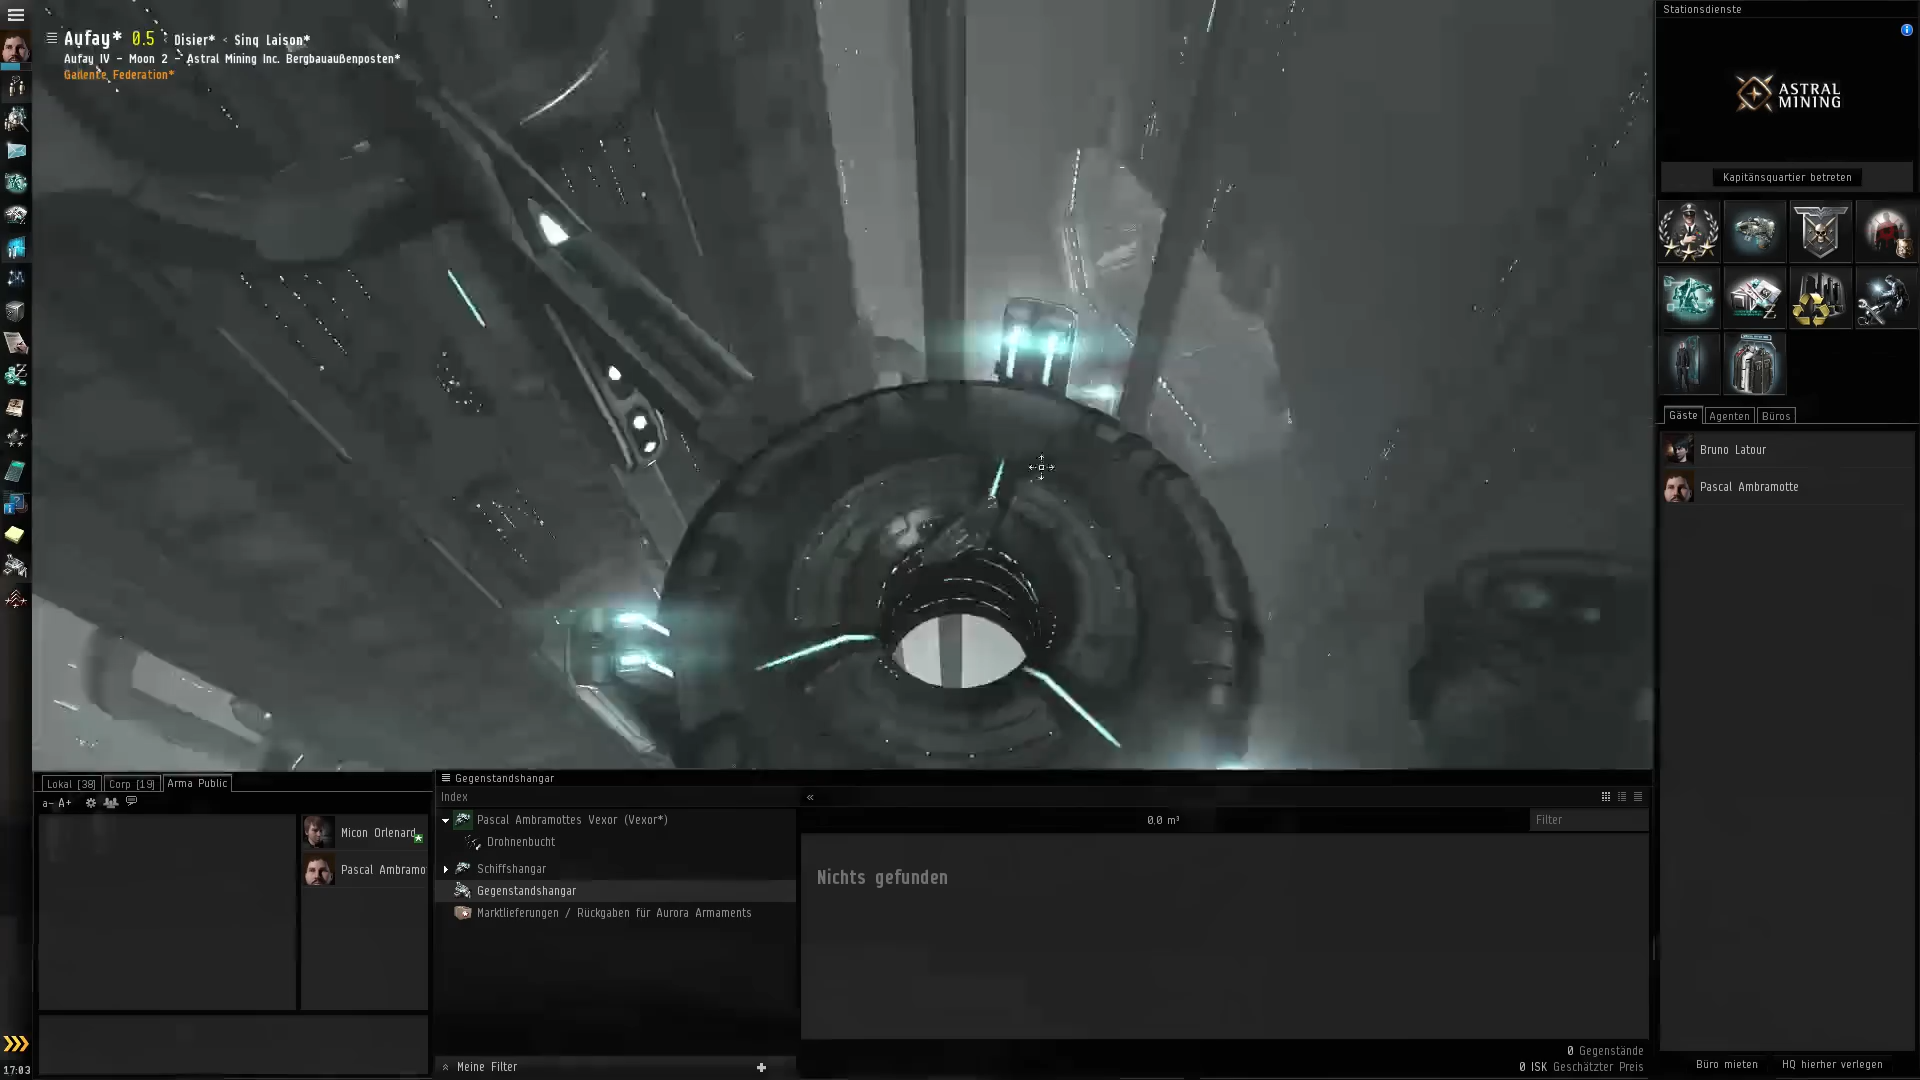 Aufay* 0.5 < Disier* < Sinq Laison*
Aufay IV - Moon 2 - Astral Mining Inc. Bergbauaußenposten*
Gallente Federation*
Stationsdienste
ASTRAL
MINING
Kapitänsquartier betreten
Gäste Agenten Büros
Bruno Latour
Pascal Ambramotte
Büro mieten HQ hierher verlegen
Lokal [38] Corp [19] Arma Public
a- A+
Micon Orlenard
Pascal Ambramo
Gegenstandshangar
Index
Pascal Ambramottes Vexor (Vexor*)
Drohnenbucht
Schiffshangar
Gegenstandshangar
Marktlieferungen / Rückgaben für Aurora Armaments
Meine Filter
0.0 m³
Filter
Nichts gefunden
0 Gegenstände
0 ISK Geschätzter Preis
17:03